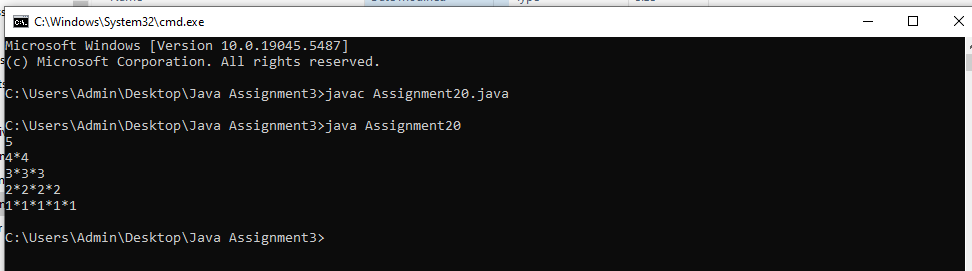 C:\Windows\System32\cmd.exe
Microsoft Windows [Version 10.0.19045.5487]
(c) Microsoft Corporation. All rights reserved.
C:\Users\Admin\Desktop\Java Assignment3>javac Assignment20.java
C:\Users\Admin\Desktop\Java Assignment3>java Assignment20
5
4*4
3*3*3
2*2*2*2
1*1*1*1*1
C:\Users\Admin\Desktop\Java Assignment3>